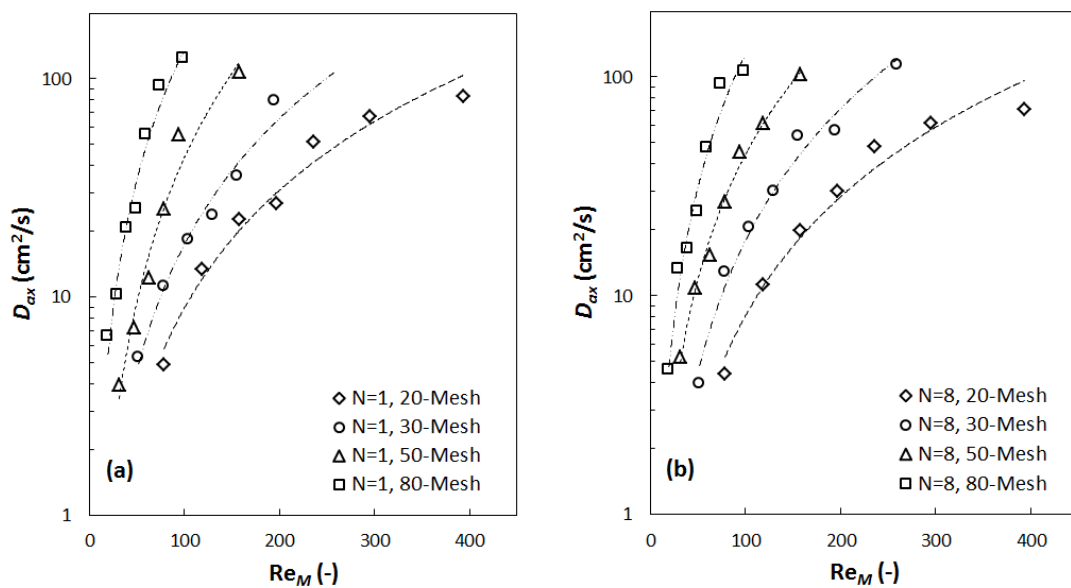 100
10
1
D_ax (cm²/s)
N=1, 20-Mesh
N=1, 30-Mesh
N=1, 50-Mesh
N=1, 80-Mesh
(a)
0 100 200 300 400
Re_M (-)
100
10
1
D_ax (cm²/s)
N=8, 20-Mesh
N=8, 30-Mesh
N=8, 50-Mesh
N=8, 80-Mesh
(b)
0 100 200 300 400
Re_M (-)